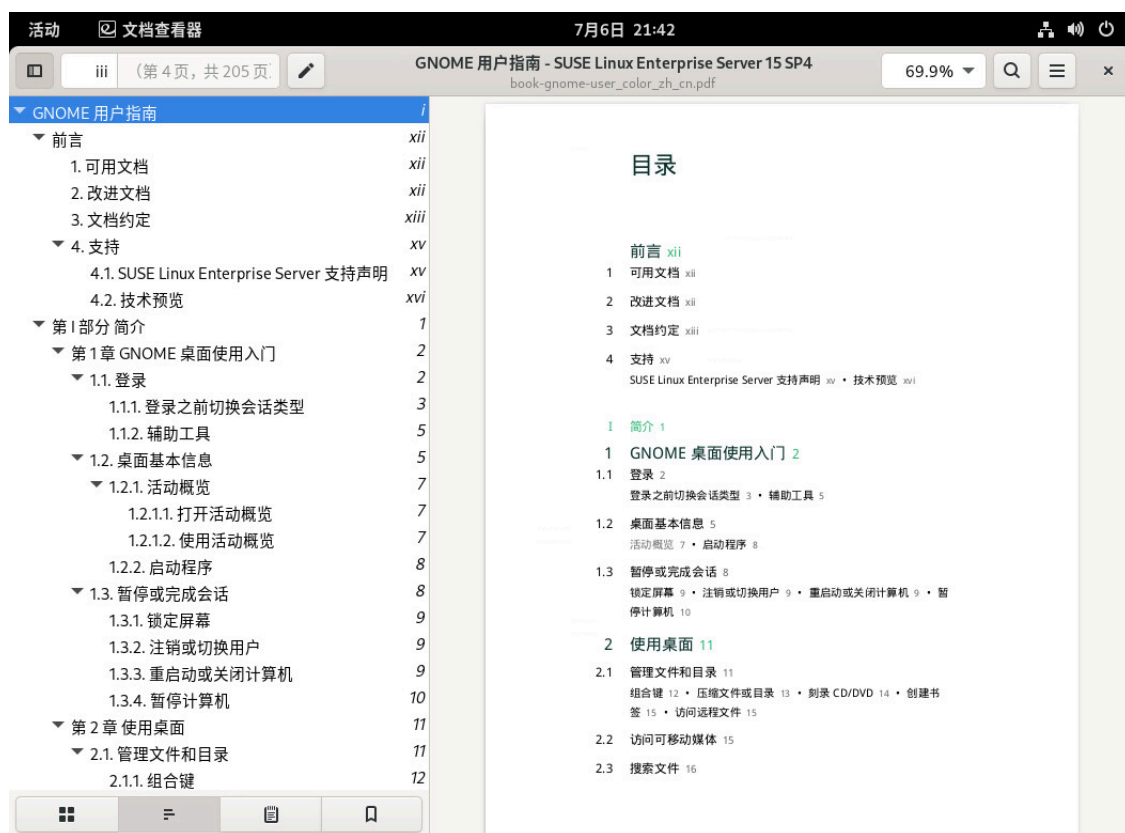 活动 文档查看器 7月6日 21:42
iii （第 4 页，共 205 页） GNOME 用户指南 - SUSE Linux Enterprise Server 15 SP4 69.9%
book-gnome-user_color_zh_cn.pdf
GNOME 用户指南 i
前言 xii
1. 可用文档 xii
2. 改进文档 xii
3. 文档约定 xiii
4. 支持 xv
4.1. SUSE Linux Enterprise Server 支持声明 xv
4.2. 技术预览 xvi
第 I 部分 简介 1
第 1 章 GNOME 桌面使用入门 2
1.1. 登录 2
1.1.1. 登录之前切换会话类型 3
1.1.2. 辅助工具 5
1.2. 桌面基本信息 5
1.2.1. 活动概览 7
1.2.1.1. 打开活动概览 7
1.2.1.2. 使用活动概览 7
1.2.2. 启动程序 8
1.3. 暂停或完成会话 8
1.3.1. 锁定屏幕 9
1.3.2. 注销或切换用户 9
1.3.3. 重启动或关闭计算机 9
1.3.4. 暂停计算机 10
第 2 章 使用桌面 11
2.1. 管理文件和目录 11
2.1.1. 组合键 12
目录
前言 xii
1 可用文档 xii
2 改进文档 xii
3 文档约定 xiii
4 支持 xv
SUSE Linux Enterprise Server 支持声明 xv • 技术预览 xvi
I 简介 1
1 GNOME 桌面使用入门 2
1.1 登录 2
登录之前切换会话类型 3 • 辅助工具 5
1.2 桌面基本信息 5
活动概览 7 • 启动程序 8
1.3 暂停或完成会话 8
锁定屏幕 9 • 注销或切换用户 9 • 重启动或关闭计算机 9 • 暂
停计算机 10
2 使用桌面 11
2.1 管理文件和目录 11
组合键 12 • 压缩文件或目录 13 • 刻录 CD/DVD 14 • 创建书
签 15 • 访问远程文件 15
2.2 访问可移动媒体 15
2.3 搜索文件 16